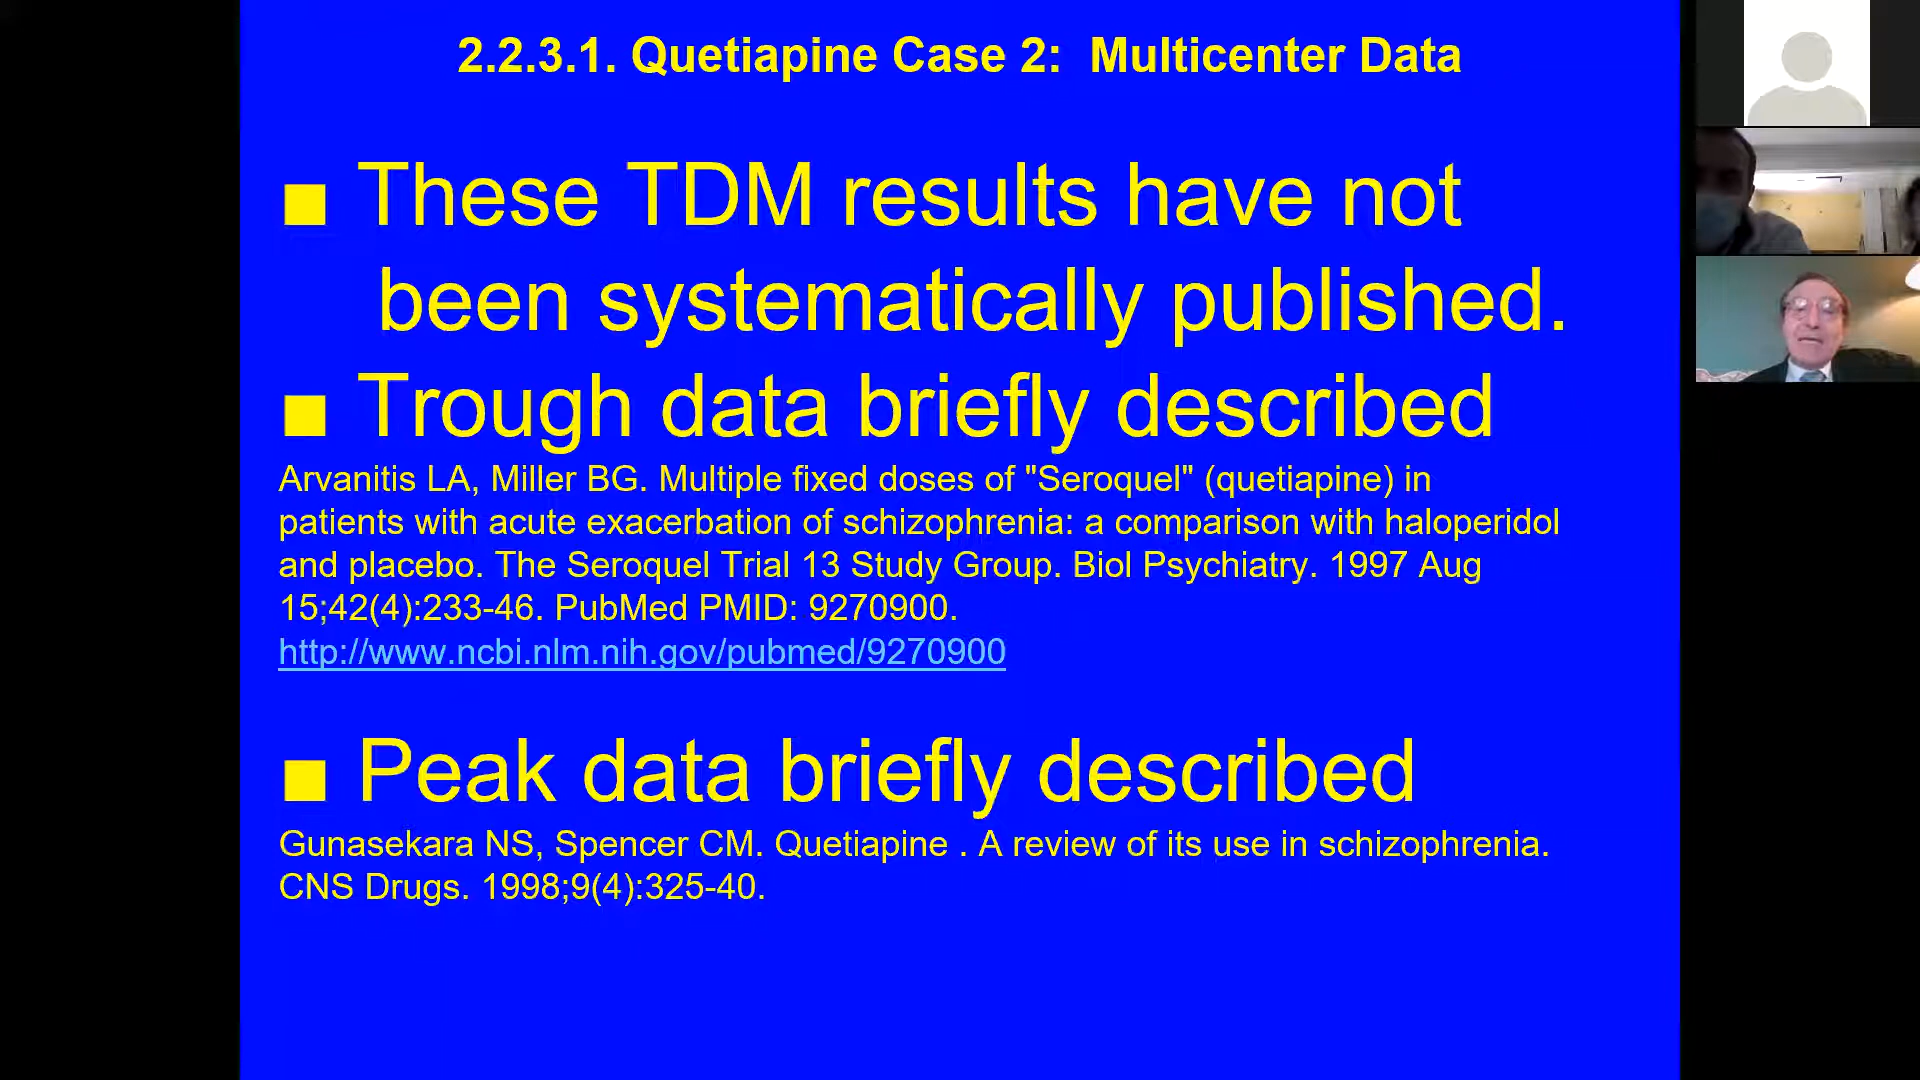 2.2.3.1. Quetiapine Case 2: Multicenter Data
■ These TDM results have not
been systematically published.
■ Trough data briefly described
Arvanitis LA, Miller BG. Multiple fixed doses of "Seroquel" (quetiapine) in
patients with acute exacerbation of schizophrenia: a comparison with haloperidol
and placebo. The Seroquel Trial 13 Study Group. Biol Psychiatry. 1997 Aug
15;42(4):233-46. PubMed PMID: 9270900.
http://www.ncbi.nlm.nih.gov/pubmed/9270900
■ Peak data briefly described
Gunasekara NS, Spencer CM. Quetiapine . A review of its use in schizophrenia.
CNS Drugs. 1998;9(4):325-40.